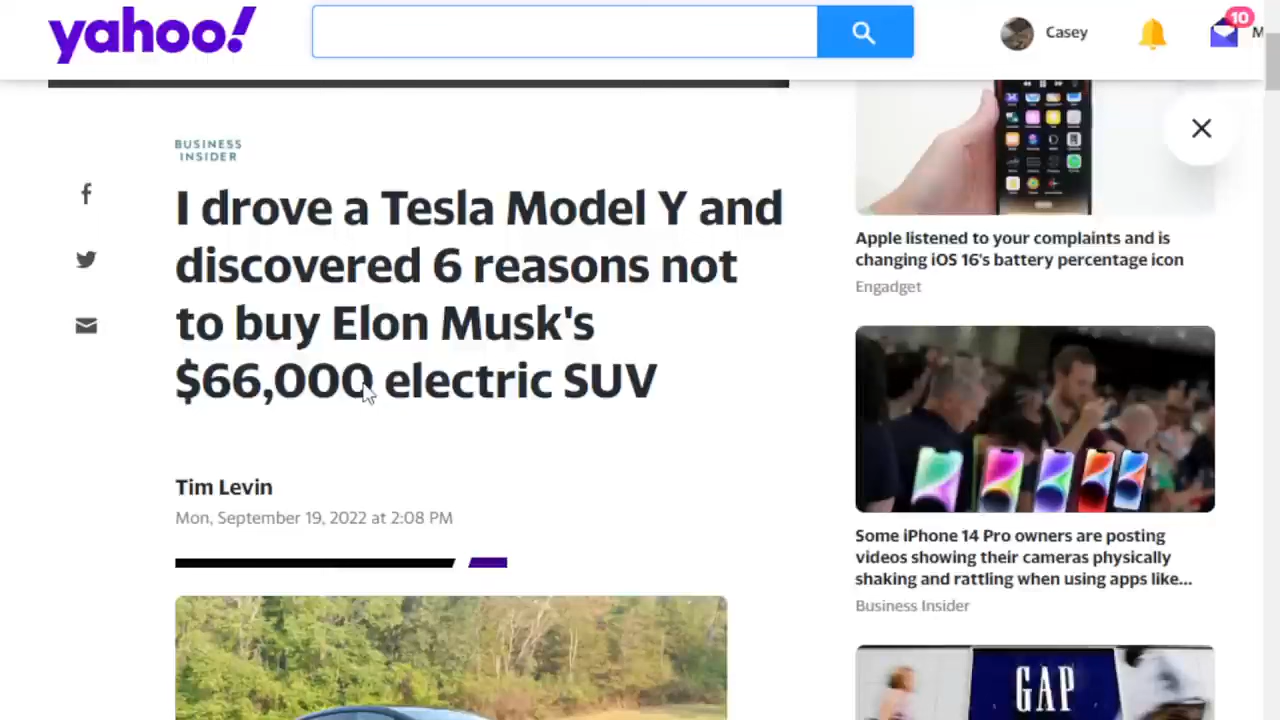 yahoo!
Casey
10
M
BUSINESS
INSIDER
I drove a Tesla Model Y and
discovered 6 reasons not
to buy Elon Musk's
$66,000 electric SUV
Tim Levin
Mon, September 19, 2022 at 2:08 PM
Apple listened to your complaints and is
changing iOS 16's battery percentage icon
Engadget
Some iPhone 14 Pro owners are posting
videos showing their cameras physically
shaking and rattling when using apps like...
Business Insider
GAP